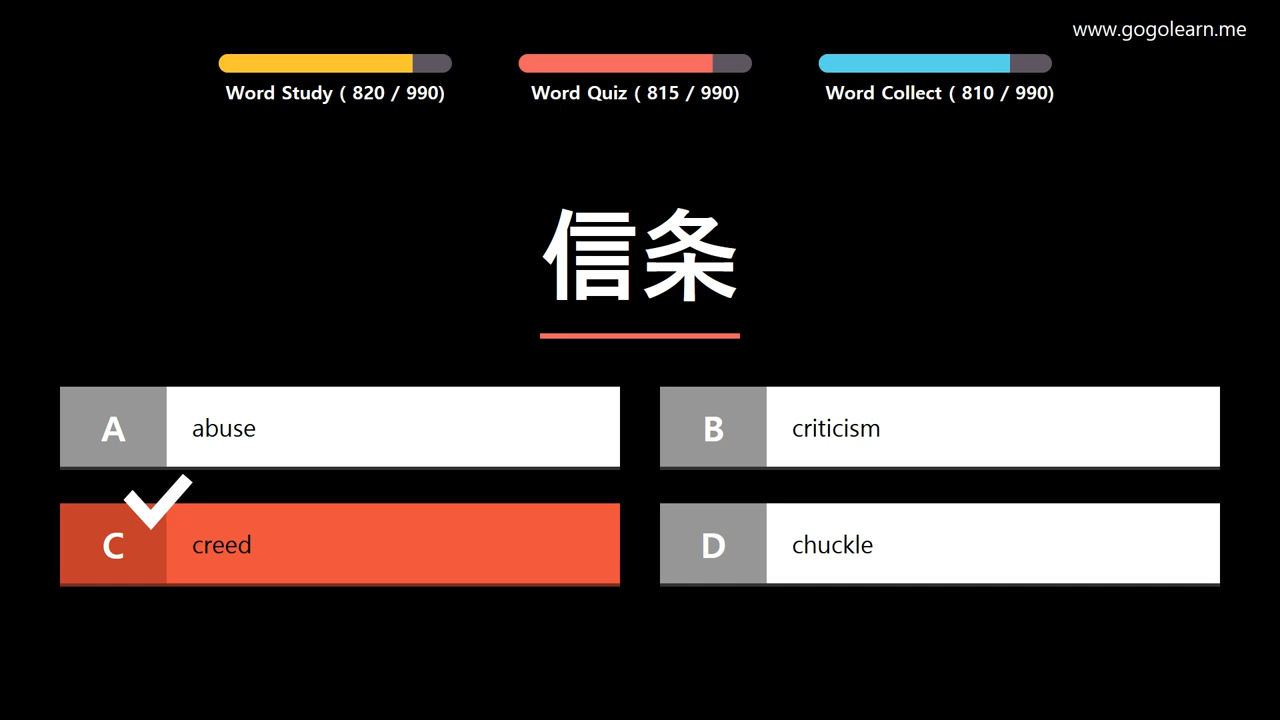 www.gogolearn.me
Word Study ( 820 / 990)
Word Quiz ( 815 / 990)
Word Collect ( 810 / 990)
信条
A abuse
B criticism
C creed
D chuckle